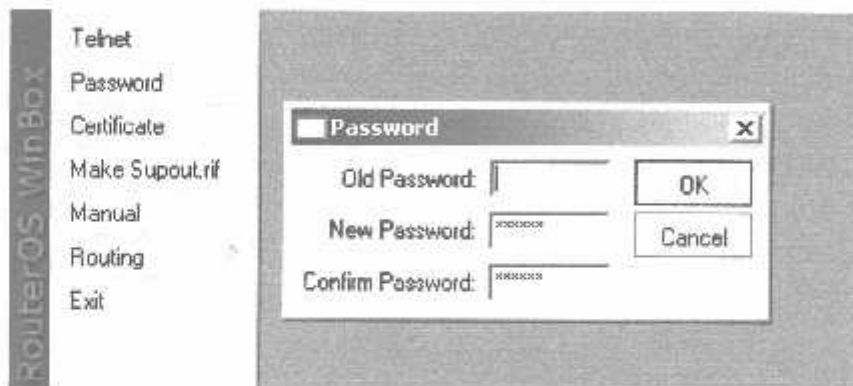 RouterOS WinBox
Telnet
Password
Certificate
Make Supout.rif
Manual
Routing
Exit
Password
Old Password:
New Password: ××××××
Confirm Password: ××××××
OK
Cancel